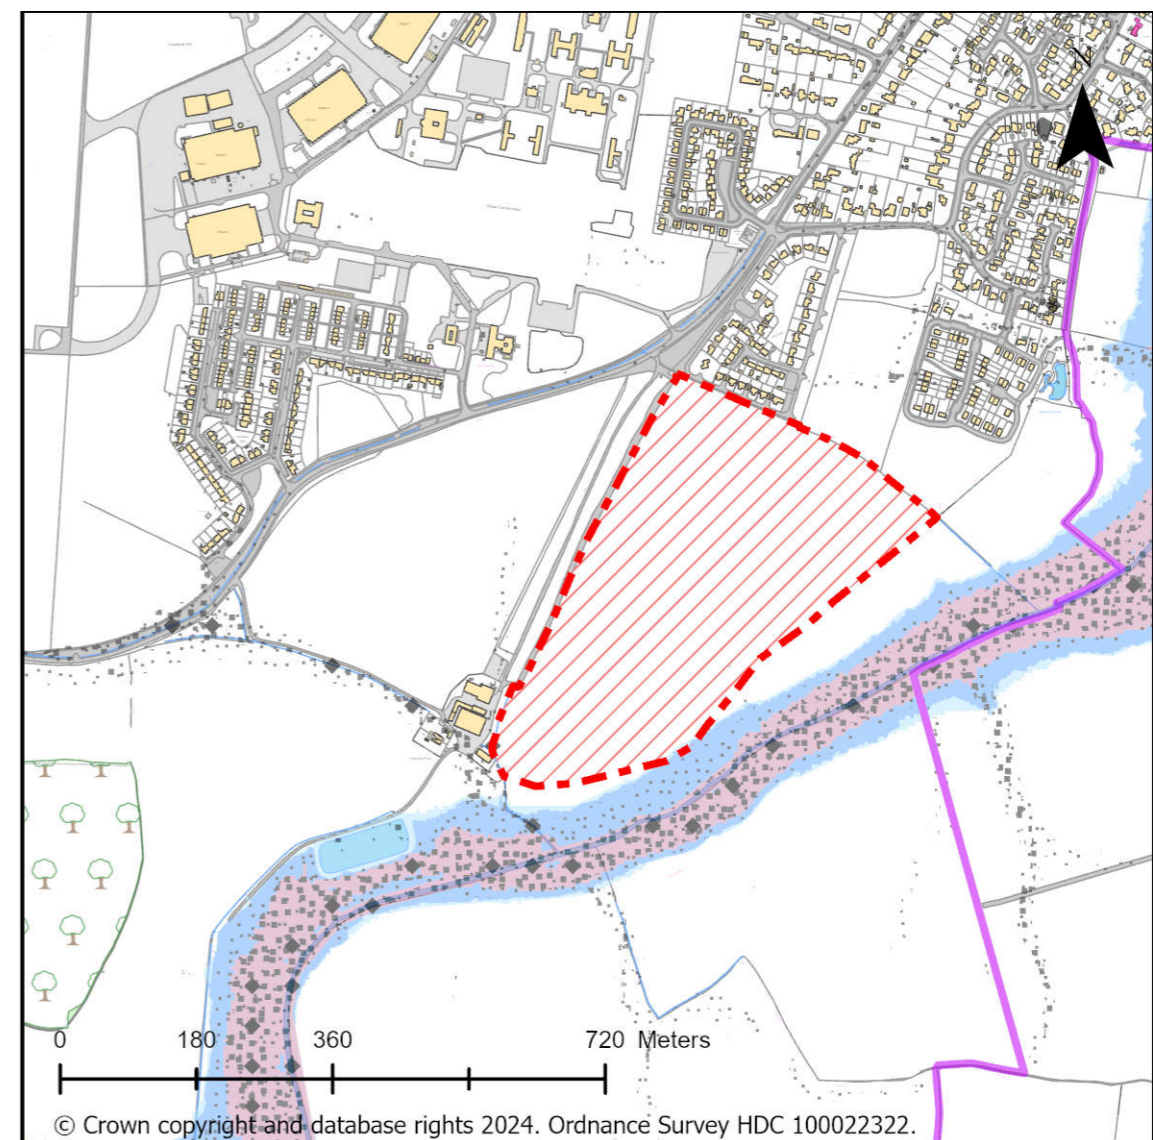 N
0 180 360 720 Meters
© Crown copyright and database rights 2024. Ordnance Survey HDC 100022322.